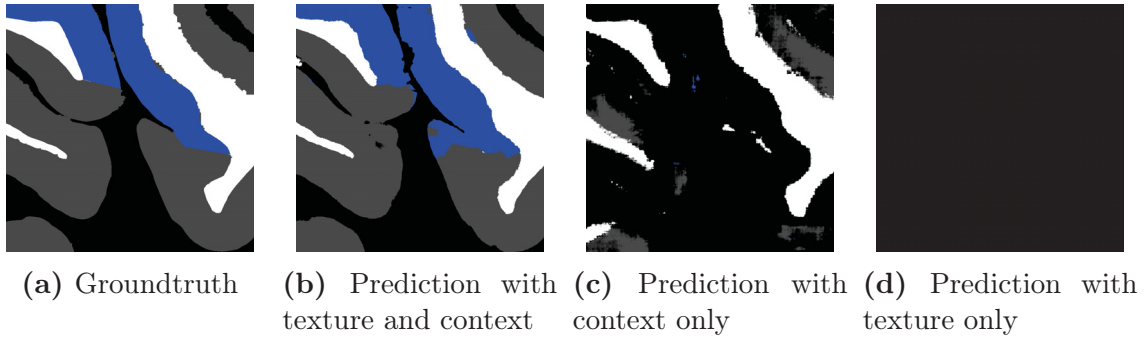 (a) Groundtruth
(b) Prediction with
texture and context
(c) Prediction with
context only
(d) Prediction with
texture only